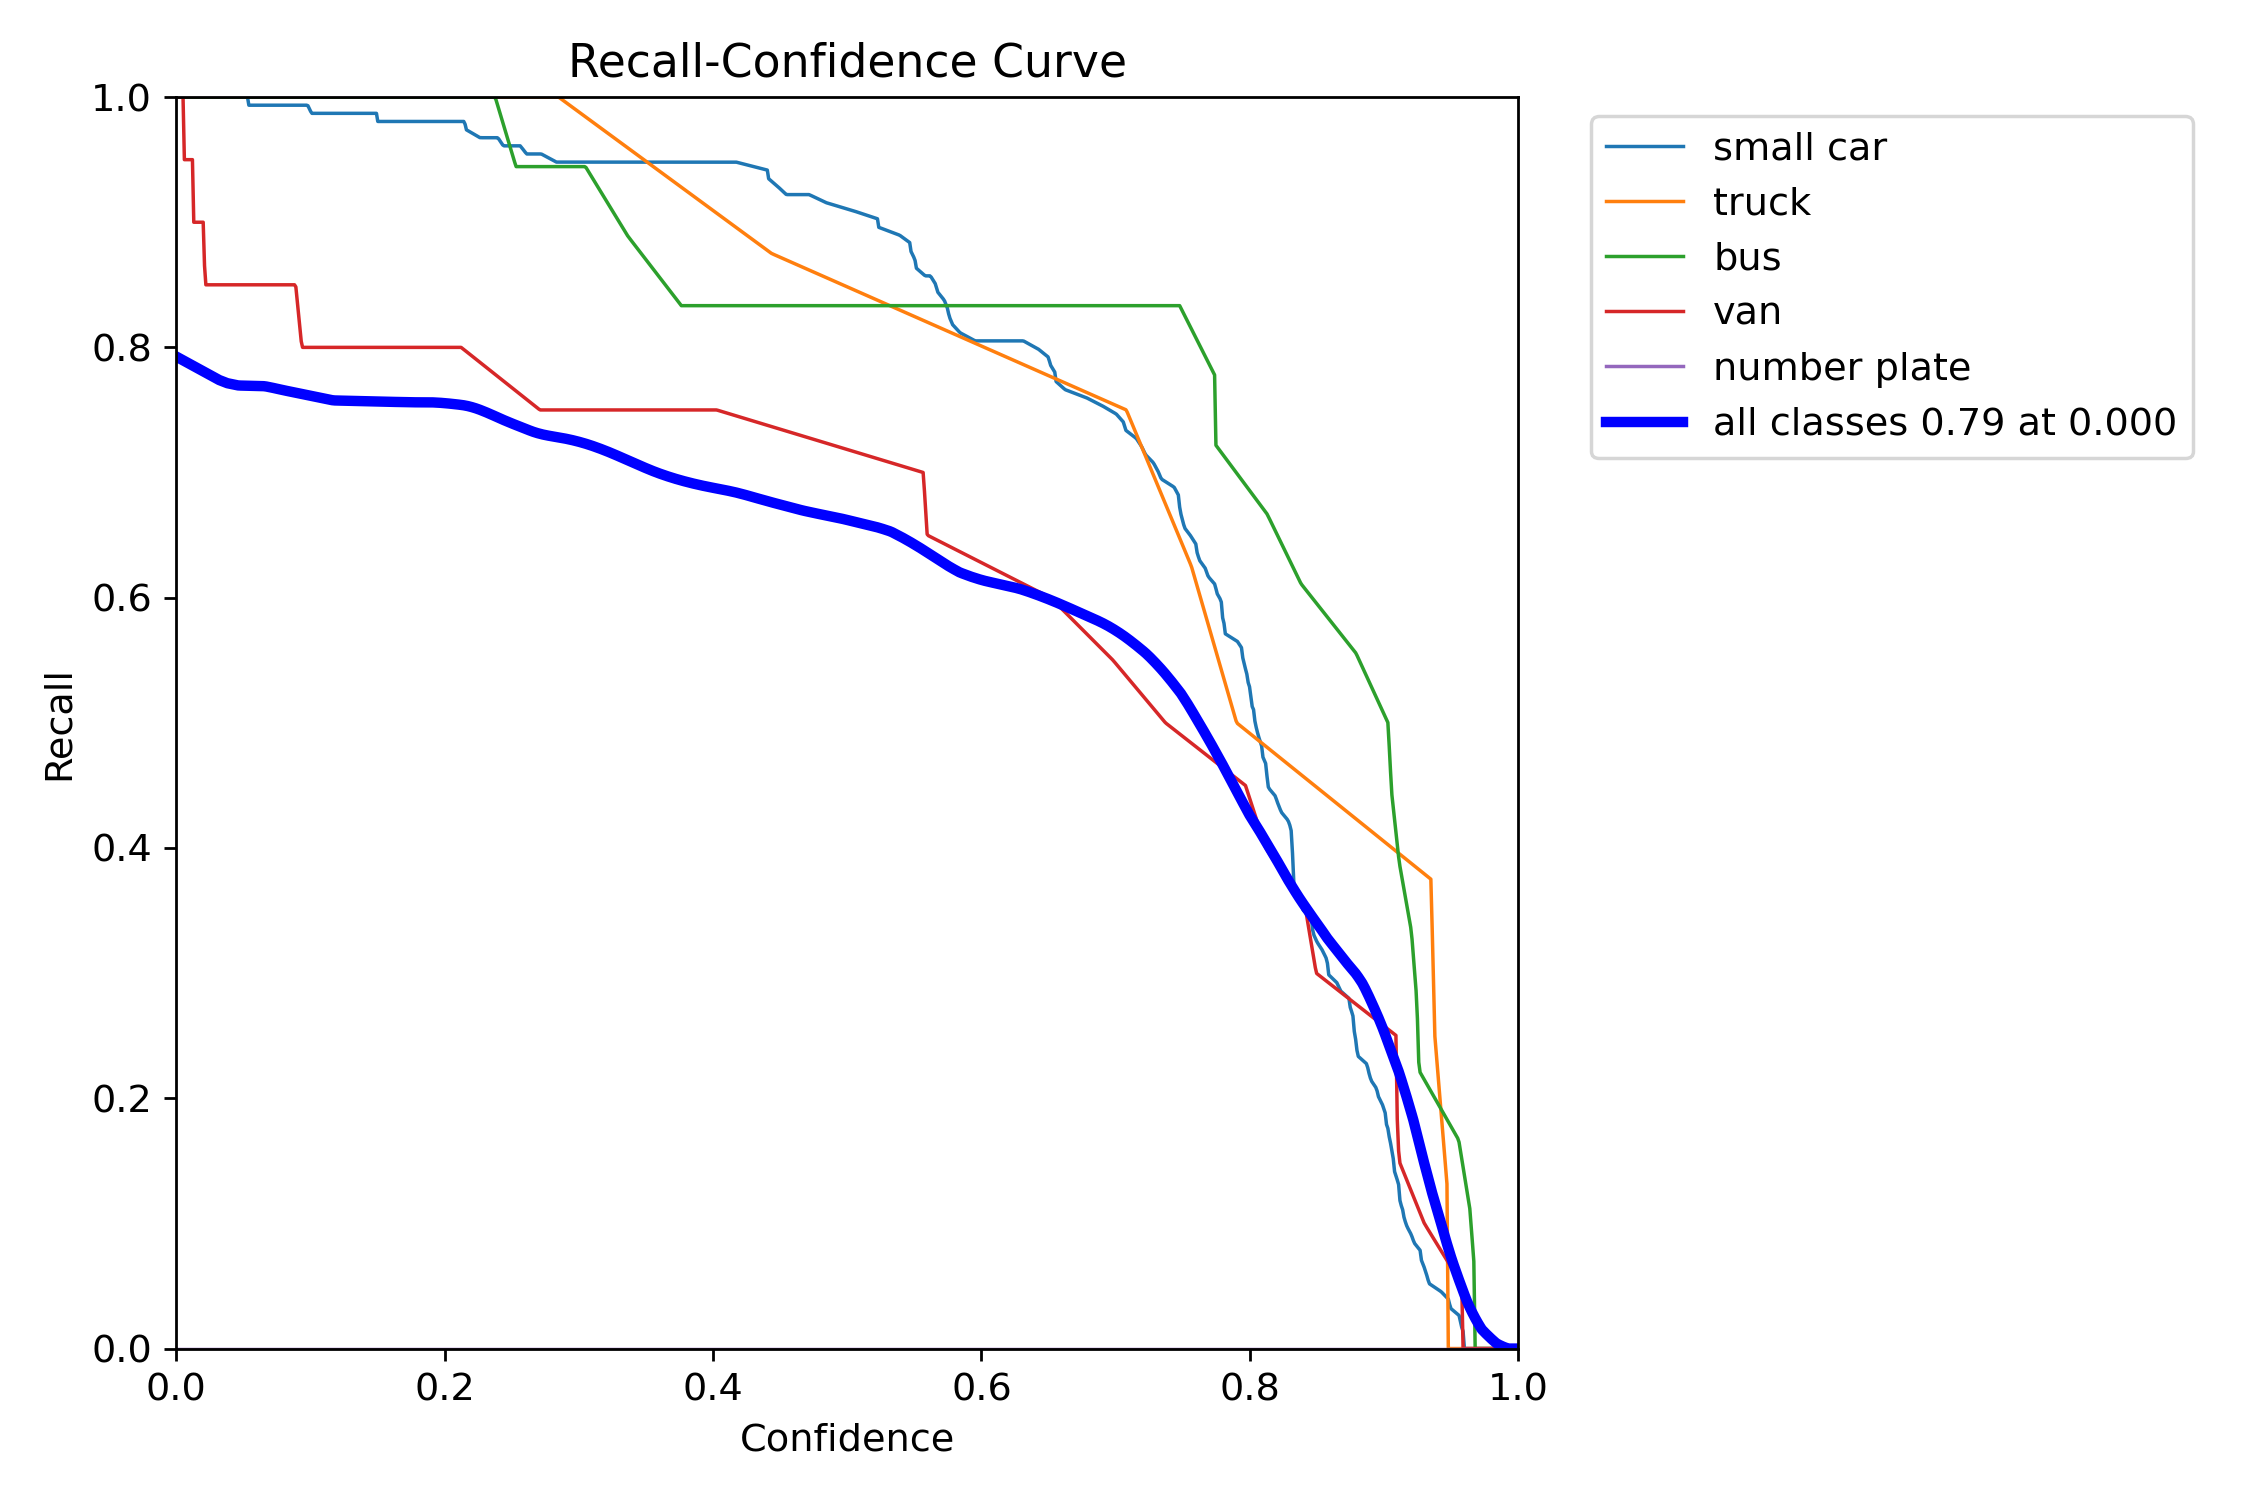 Recall-Confidence Curve
1.0
0.8
0.6
0.4
0.2
0.0
Recall
0.0 0.2 0.4 0.6 0.8 1.0
Confidence
small car
truck
bus
van
number plate
all classes 0.79 at 0.000